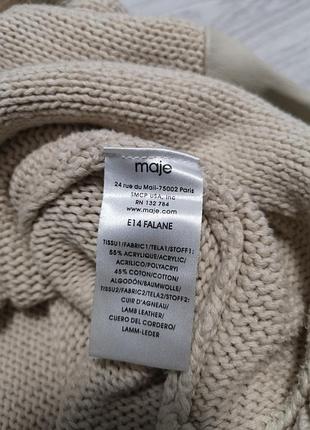 maje
24 rue du Mail-75002 Paris
SMCP USA, Inc
RN 132 784
www.maje.com
E14 FALANE
TISSU1/FABRIC1/TELA1/STOFF1:
55% ACRYLIQUE/ACRYLIC/
ACRILICO/POLYACRYL
45% COTON/COTTON/
ALGODÓN/BAUMWOLLE/
TISSU2/FABRIC2/TELA2/STOFF2:
CUIR D'AGNEAU/
LAMB LEATHER/
CUERO DEL CORDERO/
LAMM-LEDER